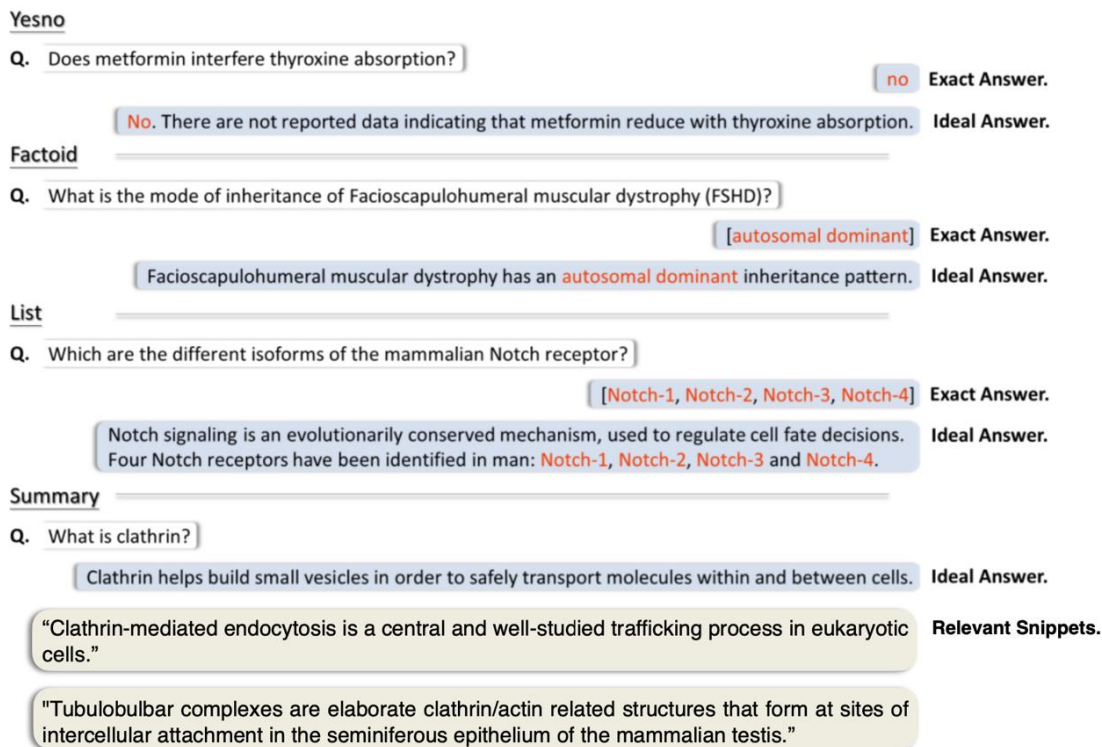 Yesno
Q. Does metformin interfere thyroxine absorption?
no Exact Answer.
No. There are not reported data indicating that metformin reduce with thyroxine absorption. Ideal Answer.
Factoid
Q. What is the mode of inheritance of Facioscapulohumeral muscular dystrophy (FSHD)?
[autosomal dominant] Exact Answer.
Facioscapulohumeral muscular dystrophy has an autosomal dominant inheritance pattern. Ideal Answer.
List
Q. Which are the different isoforms of the mammalian Notch receptor?
[Notch-1, Notch-2, Notch-3, Notch-4] Exact Answer.
Notch signaling is an evolutionarily conserved mechanism, used to regulate cell fate decisions. Ideal Answer.
Four Notch receptors have been identified in man: Notch-1, Notch-2, Notch-3 and Notch-4.
Summary
Q. What is clathrin?
Clathrin helps build small vesicles in order to safely transport molecules within and between cells. Ideal Answer.
“Clathrin-mediated endocytosis is a central and well-studied trafficking process in eukaryotic Relevant Snippets.
cells.”
"Tubulobulbar complexes are elaborate clathrin/actin related structures that form at sites of
intercellular attachment in the seminiferous epithelium of the mammalian testis.”